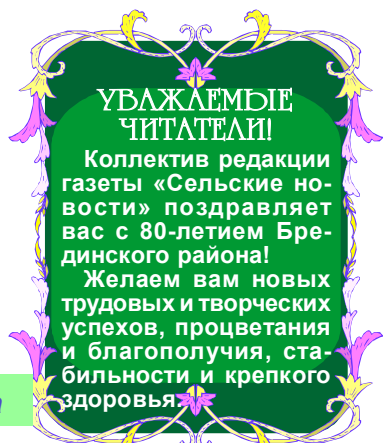 УВАЖАЕМЫЕ
ЧИТАТЕЛИ!
Коллектив редакции
газеты «Сельские но-
вости» поздравляет
вас с 80-летием Бре-
динского района!
Желаем вам новых
трудовых и творческих
успехов, процветания
и благополучия, ста-
бильности и крепкого
здоровья.